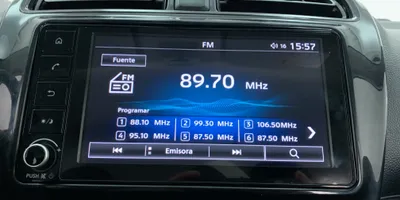 FM
16 15:57
Fuente
FM
89.70 MHz
Programar
1 88.10 MHz 2 99.30 MHz 3 106.50MHz
4 95.10 MHz 5 87.50 MHz 6 87.50 MHz
Emisora
PUSH